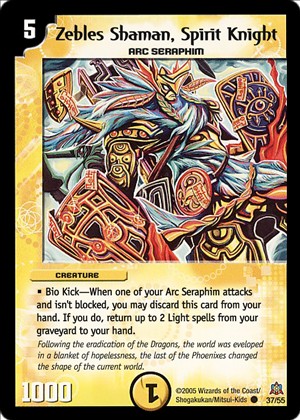 5 Zebles Shaman, Spirit Knight
ARC SERAPHIM
CREATURE
▪ Bio Kick—When one of your Arc Seraphim attacks
and isn't blocked, you may discard this card from your
hand. If you do, return up to 2 Light spells from your
graveyard to your hand.
Following the eradication of the Dragons, the world was eveloped
in a blanket of hopelessness, the last of the Phoenixes changed
the shape of the current world.
1000
1
©2005 Wizards of the Coast/
Shogakukan/Mitsui-Kids ● 37/55